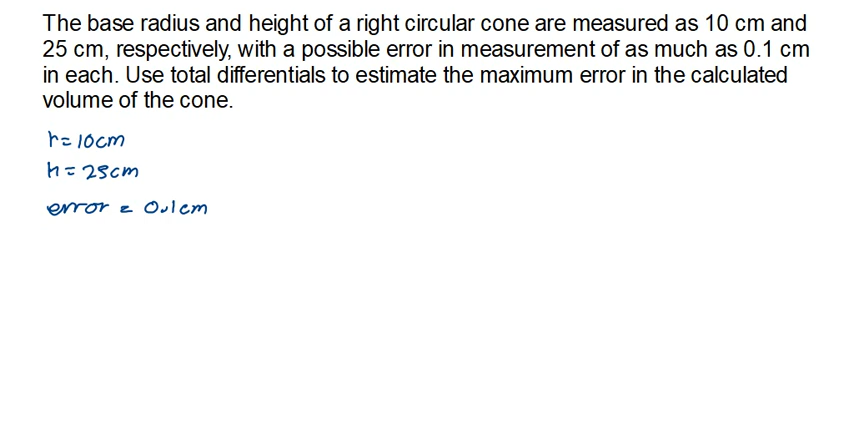 The base radius and height of a right circular cone are measured as 10 cm and
25 cm, respectively, with a possible error in measurement of as much as 0.1 cm
in each. Use total differentials to estimate the maximum error in the calculated
volume of the cone.
r = 10cm
h = 25cm
error = 0.1cm